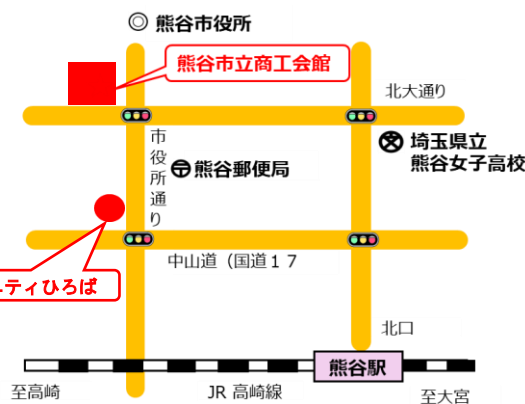 ◎ 熊谷市役所
熊谷市立商工会館
北大通り
市役所通り
熊谷郵便局
埼玉県立
熊谷女子高校
中山道（国道１７
ティひろば
北口
熊谷駅
至高崎
JR 高崎線
至大宮